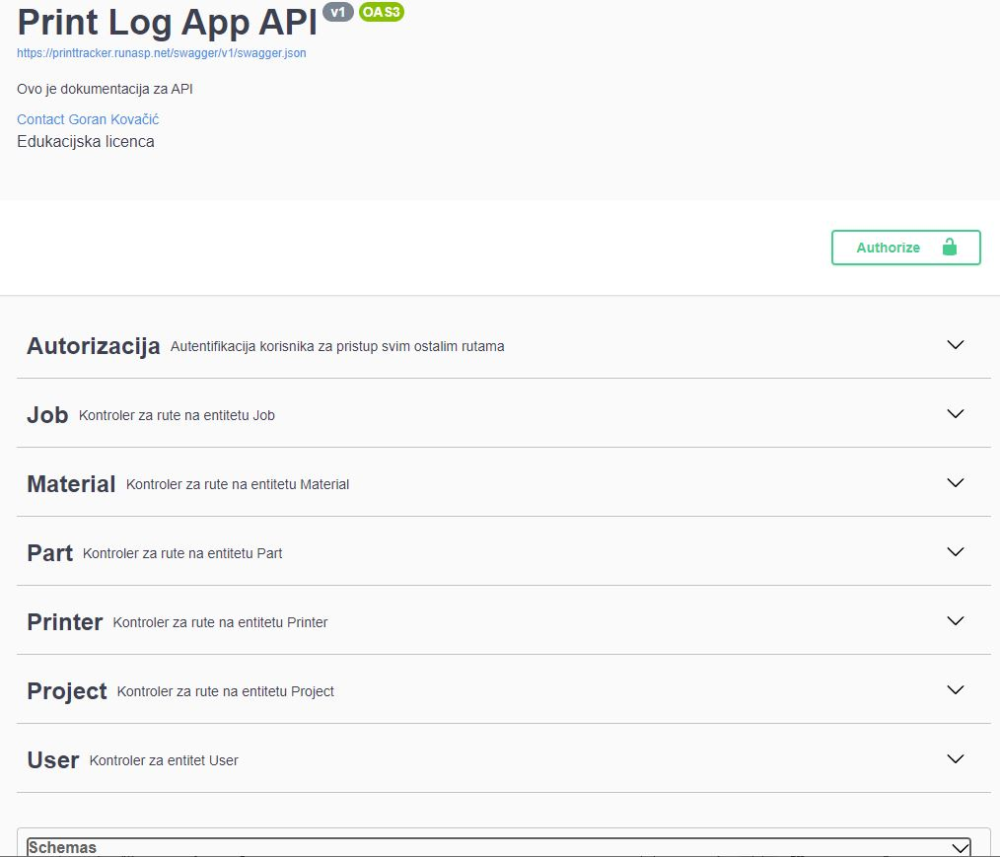 Print Log App API v1 OAS3
https://printtracker.runasp.net/swagger/v1/swagger.json
Ovo je dokumentacija za API
Contact Goran Kovačić
Edukacijska licenca
Authorize
Autorizacija Autentifikacija korisnika za pristup svim ostalim rutama
Job Kontroler za rute na entitetu Job
Material Kontroler za rute na entitetu Material
Part Kontroler za rute na entitetu Part
Printer Kontroler za rute na entitetu Printer
Project Kontroler za rute na entitetu Project
User Kontroler za entitet User
Schemas